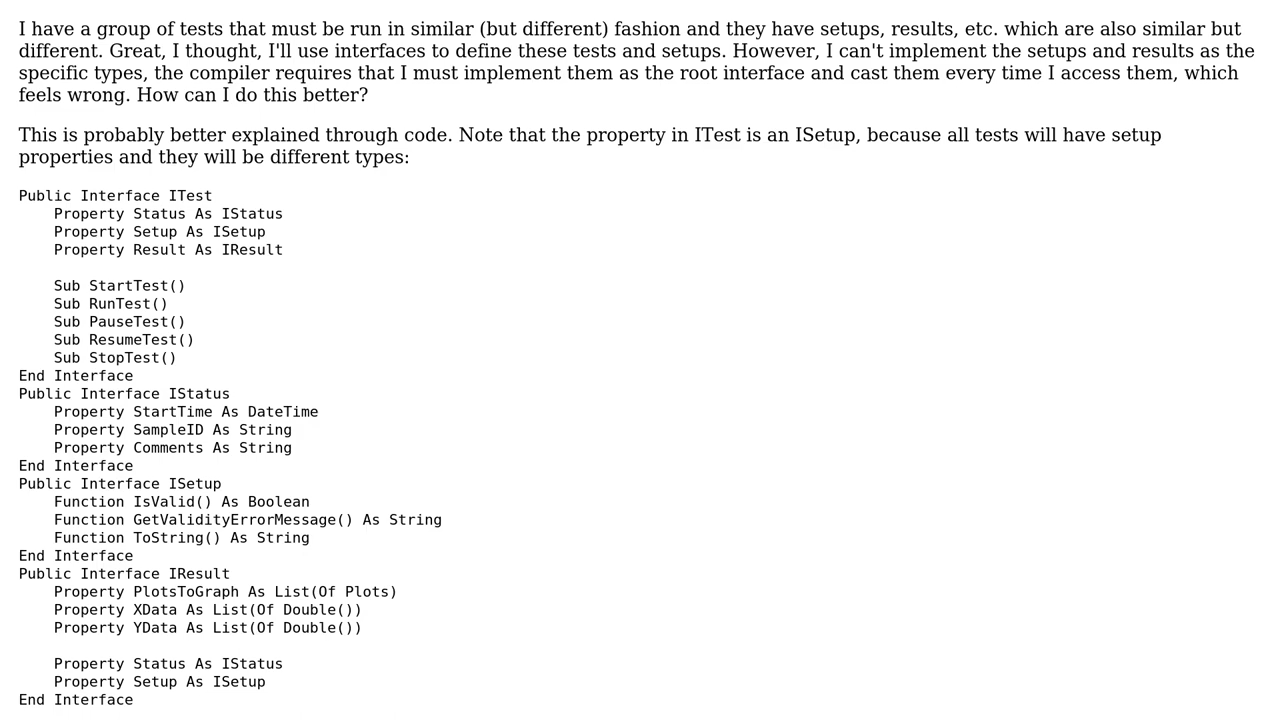 I have a group of tests that must be run in similar (but different) fashion and they have setups, results, etc. which are also similar but
different. Great, I thought, I'll use interfaces to define these tests and setups. However, I can't implement the setups and results as the
specific types, the compiler requires that I must implement them as the root interface and cast them every time I access them, which
feels wrong. How can I do this better?
This is probably better explained through code. Note that the property in ITest is an ISetup, because all tests will have setup
properties and they will be different types:
Public Interface ITest
    Property Status As IStatus
    Property Setup As ISetup
    Property Result As IResult

    Sub StartTest()
    Sub RunTest()
    Sub PauseTest()
    Sub ResumeTest()
    Sub StopTest()
End Interface
Public Interface IStatus
    Property StartTime As DateTime
    Property SampleID As String
    Property Comments As String
End Interface
Public Interface ISetup
    Function IsValid() As Boolean
    Function GetValidityErrorMessage() As String
    Function ToString() As String
End Interface
Public Interface IResult
    Property PlotsToGraph As List(Of Plots)
    Property XData As List(Of Double())
    Property YData As List(Of Double())

    Property Status As IStatus
    Property Setup As ISetup
End Interface